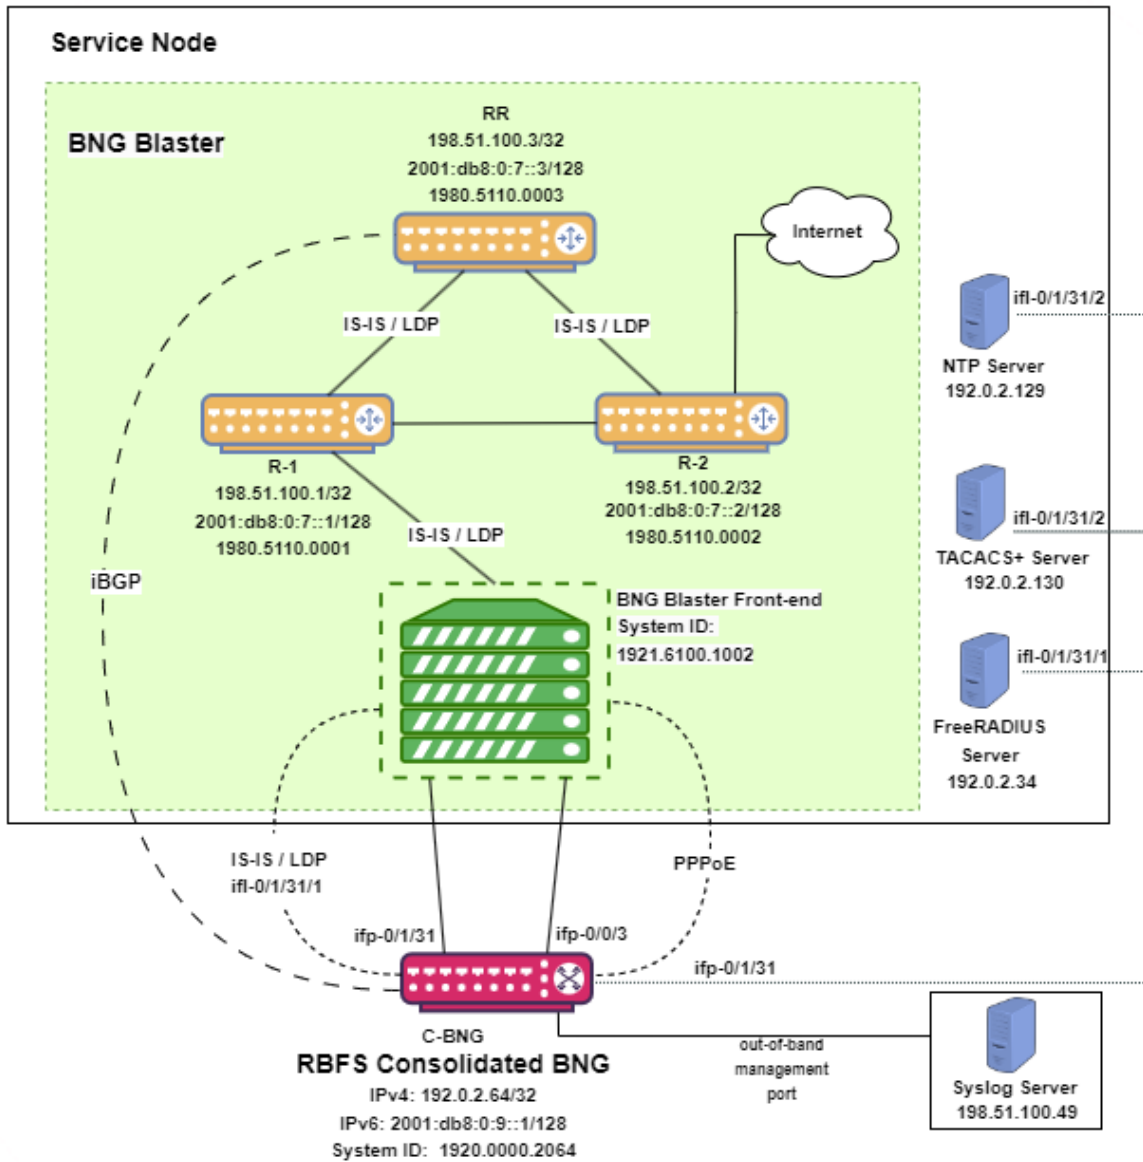 Service Node
BNG Blaster
RR
198.51.100.3/32
2001:db8:0:7::3/128
1980.5110.0003
Internet
IS-IS / LDP
IS-IS / LDP
ifl-0/1/31/2
NTP Server
192.0.2.129
R-1
198.51.100.1/32
2001:db8:0:7::1/128
1980.5110.0001
R-2
198.51.100.2/32
2001:db8:0:7::2/128
1980.5110.0002
IS-IS / LDP
ifl-0/1/31/2
TACACS+ Server
192.0.2.130
iBGP
BNG Blaster Front-end
System ID:
1921.6100.1002
ifl-0/1/31/1
FreeRADIUS
Server
192.0.2.34
IS-IS / LDP
ifl-0/1/31/1
PPPoE
ifp-0/1/31
ifp-0/0/3
ifp-0/1/31
C-BNG
RBFS Consolidated BNG
IPv4: 192.0.2.64/32
IPv6: 2001:db8:0:9::1/128
System ID: 1920.0000.2064
out-of-band
management
port
Syslog Server
198.51.100.49